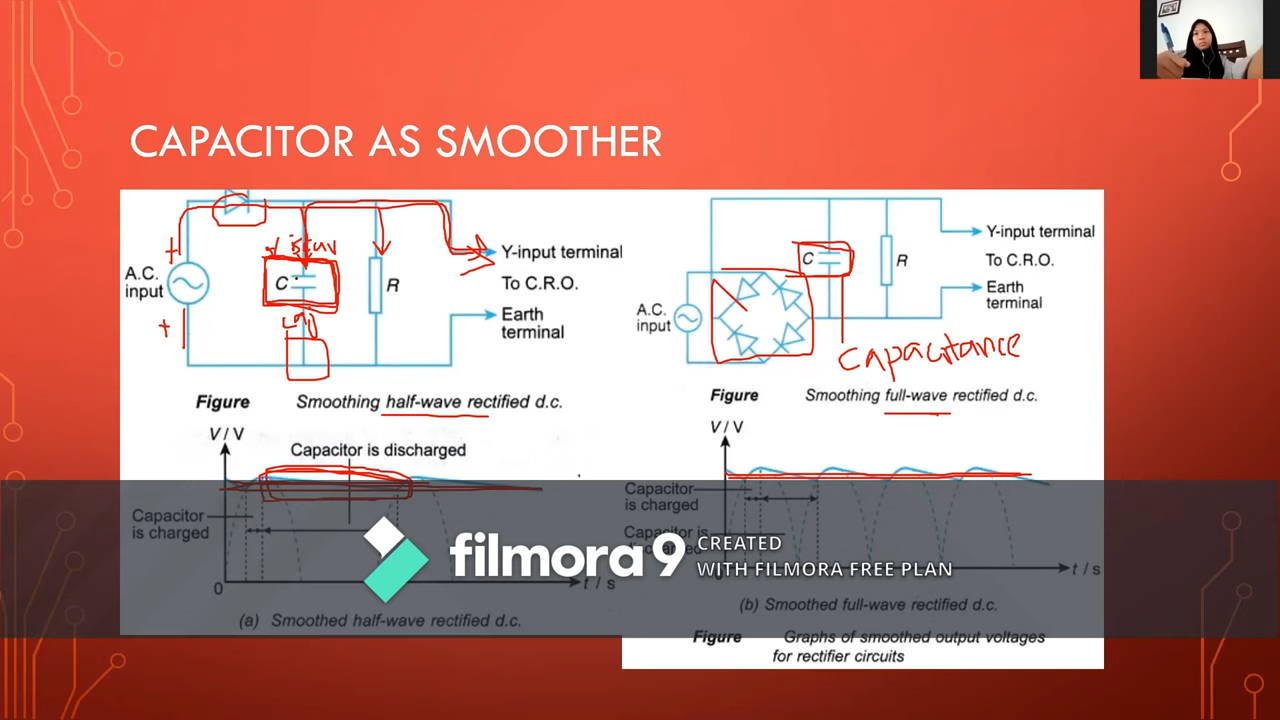 CAPACITOR AS SMOOTHER
+
A.C.
input
+
C
R
Y-input terminal
To C.R.O.
Earth
terminal
Figure Smoothing half-wave rectified d.c.
V / V
Capacitor is discharged
Capacitor
is charged
0
t / s
(a) Smoothed half-wave rectified d.c.
A.C.
input
C
R
Y-input terminal
To C.R.O.
Earth
terminal
capacitance
Figure Smoothing full-wave rectified d.c.
V / V
Capacitor
is charged
Capacitor is
t / s
(b) Smoothed full-wave rectified d.c.
Figure Graphs of smoothed output voltages
for rectifier circuits
filmora9
CREATED
WITH FILMORA FREE PLAN